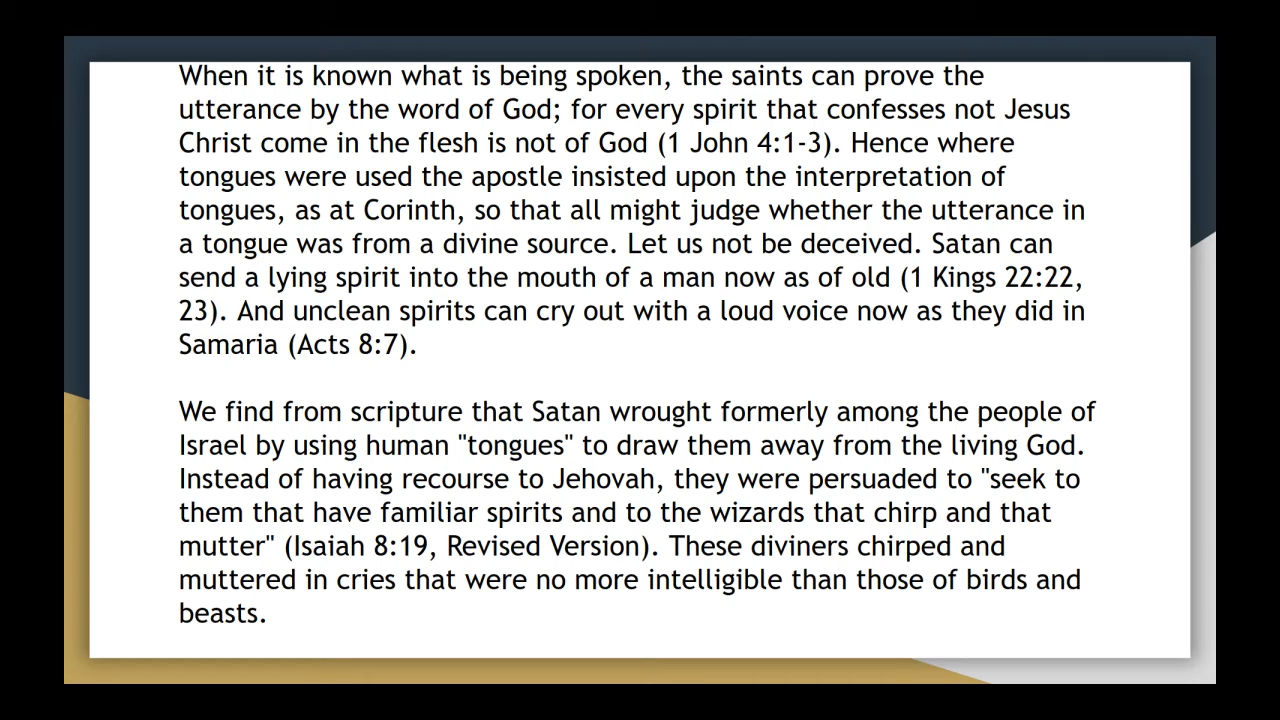 When it is known what is being spoken, the saints can prove the
utterance by the word of God; for every spirit that confesses not Jesus
Christ come in the flesh is not of God (1 John 4:1-3). Hence where
tongues were used the apostle insisted upon the interpretation of
tongues, as at Corinth, so that all might judge whether the utterance in
a tongue was from a divine source. Let us not be deceived. Satan can
send a lying spirit into the mouth of a man now as of old (1 Kings 22:22,
23). And unclean spirits can cry out with a loud voice now as they did in
Samaria (Acts 8:7).
We find from scripture that Satan wrought formerly among the people of
Israel by using human "tongues" to draw them away from the living God.
Instead of having recourse to Jehovah, they were persuaded to "seek to
them that have familiar spirits and to the wizards that chirp and that
mutter" (Isaiah 8:19, Revised Version). These diviners chirped and
muttered in cries that were no more intelligible than those of birds and
beasts.